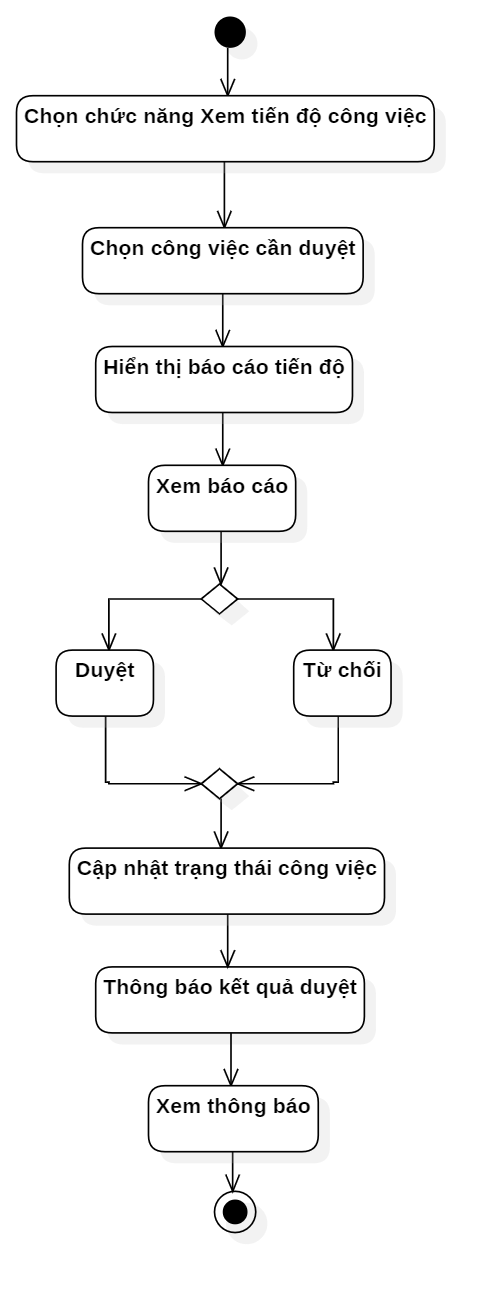 Chọn chức năng Xem tiến độ công việc
Chọn công việc cần duyệt
Hiển thị báo cáo tiến độ
Xem báo cáo
Duyệt
Từ chối
Cập nhật trạng thái công việc
Thông báo kết quả duyệt
Xem thông báo